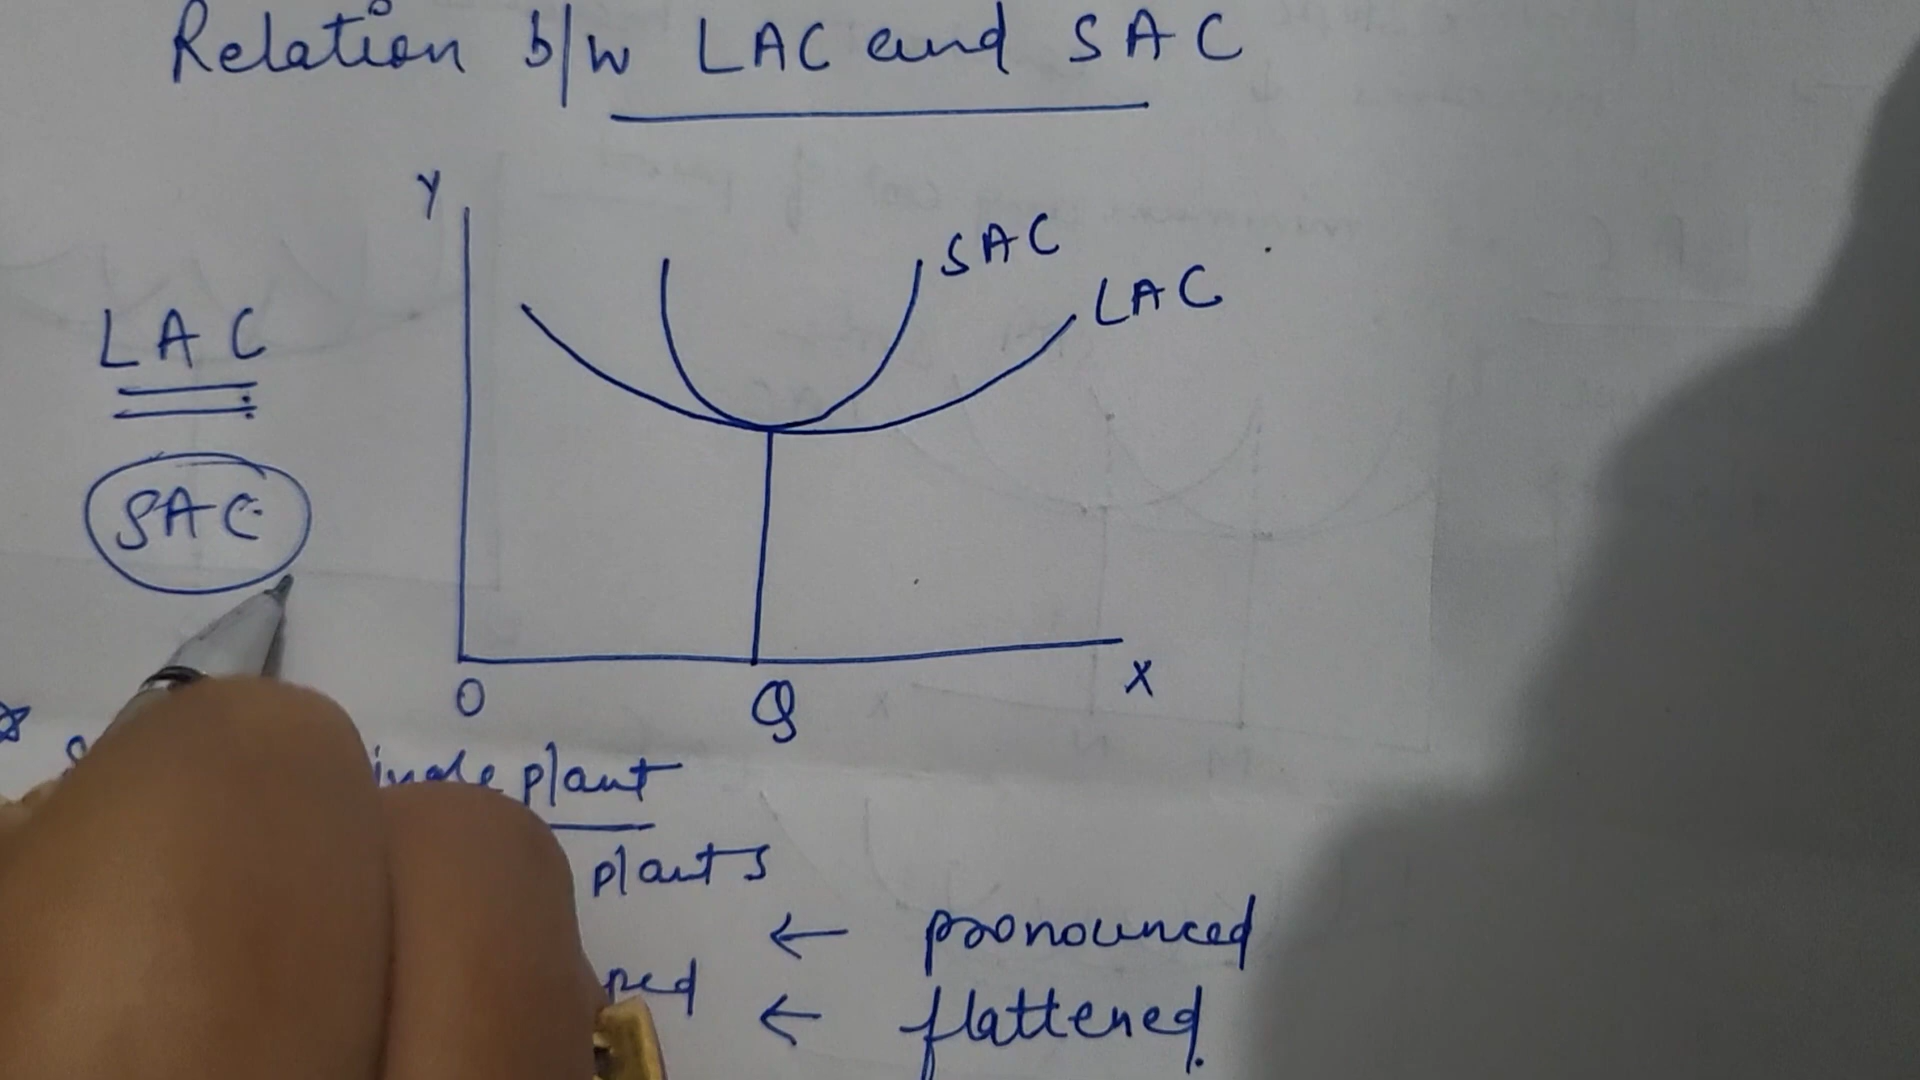 Relation b/w LAC and SAC
Y
SAC
LAC
LAC
SAC
O
Q
X
plant
plants
← pronounced
← flattened